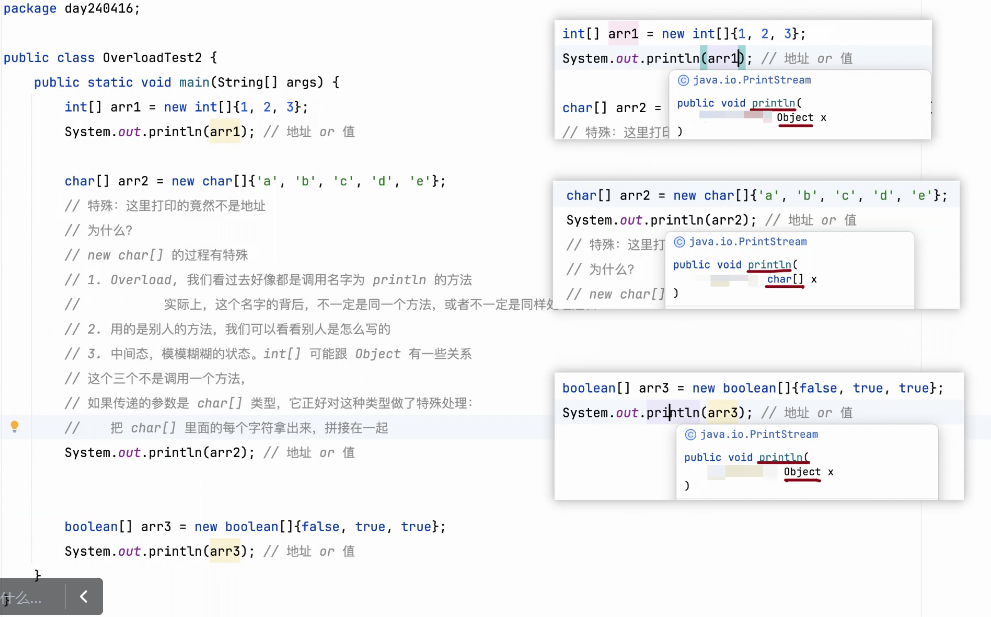 package day240416;
public class OverloadTest2 {
public static void main(String[] args) {
int[] arr1 = new int[]{1, 2, 3};
System.out.println(arr1); // 地址 or 值
char[] arr2 = new char[]{'a', 'b', 'c', 'd', 'e'};
// 特殊：这里打印的竟然不是地址
// 为什么？
// new char[] 的过程有特殊
// 1. Overload, 我们看过去好像都是调用名字为 println 的方法
// 实际上，这个名字的背后，不一定是同一个方法，或者不一定是同样
// 2. 用的是别人的方法，我们可以看看别人是怎么写的
// 3. 中间态，模模糊糊的状态。int[] 可能跟 Object 有一些关系
// 这个三个不是调用一个方法，
// 如果传递的参数是 char[] 类型，它正好对这种类型做了特殊处理：
// 把 char[] 里面的每个字符拿出来，拼接在一起
System.out.println(arr2); // 地址 or 值
boolean[] arr3 = new boolean[]{false, true, true};
System.out.println(arr3); // 地址 or 值
}
什么...
int[] arr1 = new int[]{1, 2, 3};
System.out.println(arr1); // 地址 or 值
java.io.PrintStream
public void println(
char[] arr2 =
Object x
// 特殊：这里打
)
char[] arr2 = new char[]{'a', 'b', 'c', 'd', 'e'};
System.out.println(arr2); // 地址 or 值
// 特殊：这里打
java.io.PrintStream
// 为什么？
public void println(
char[] x
// new char[]
)
boolean[] arr3 = new boolean[]{false, true, true};
System.out.println(arr3); // 地址 or 值
java.io.PrintStream
public void println(
Object x
)